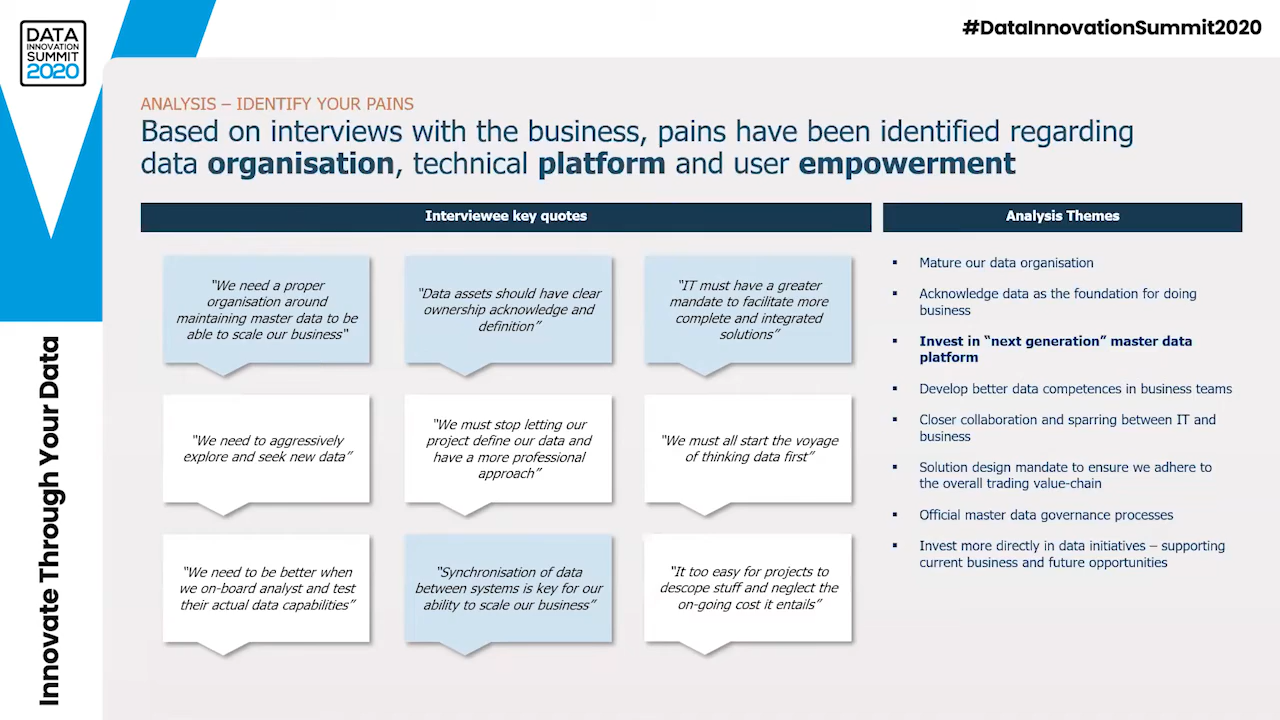 DATA
INNOVATION
SUMMIT
2020
#DataInnovationSummit2020
Innovate Through Your Data
ANALYSIS – IDENTIFY YOUR PAINS
Based on interviews with the business, pains have been identified regarding
data organisation, technical platform and user empowerment
Interviewee key quotes
“We need a proper
organisation around
maintaining master data to be
able to scale our business“
“Data assets should have clear
ownership acknowledge and
definition”
“IT must have a greater
mandate to facilitate more
complete and integrated
solutions”
“We need to aggressively
explore and seek new data”
“We must stop letting our
project define our data and
have a more professional
approach”
“We must all start the voyage
of thinking data first”
“We need to be better when
we on-board analyst and test
their actual data capabilities”
“Synchronisation of data
between systems is key for our
ability to scale our business”
“It too easy for projects to
descope stuff and neglect the
on-going cost it entails”
Analysis Themes
▪ Mature our data organisation
▪ Acknowledge data as the foundation for doing
business
▪ Invest in “next generation” master data
platform
▪ Develop better data competences in business teams
▪ Closer collaboration and sparring between IT and
business
▪ Solution design mandate to ensure we adhere to
the overall trading value-chain
▪ Official master data governance processes
▪ Invest more directly in data initiatives – supporting
current business and future opportunities